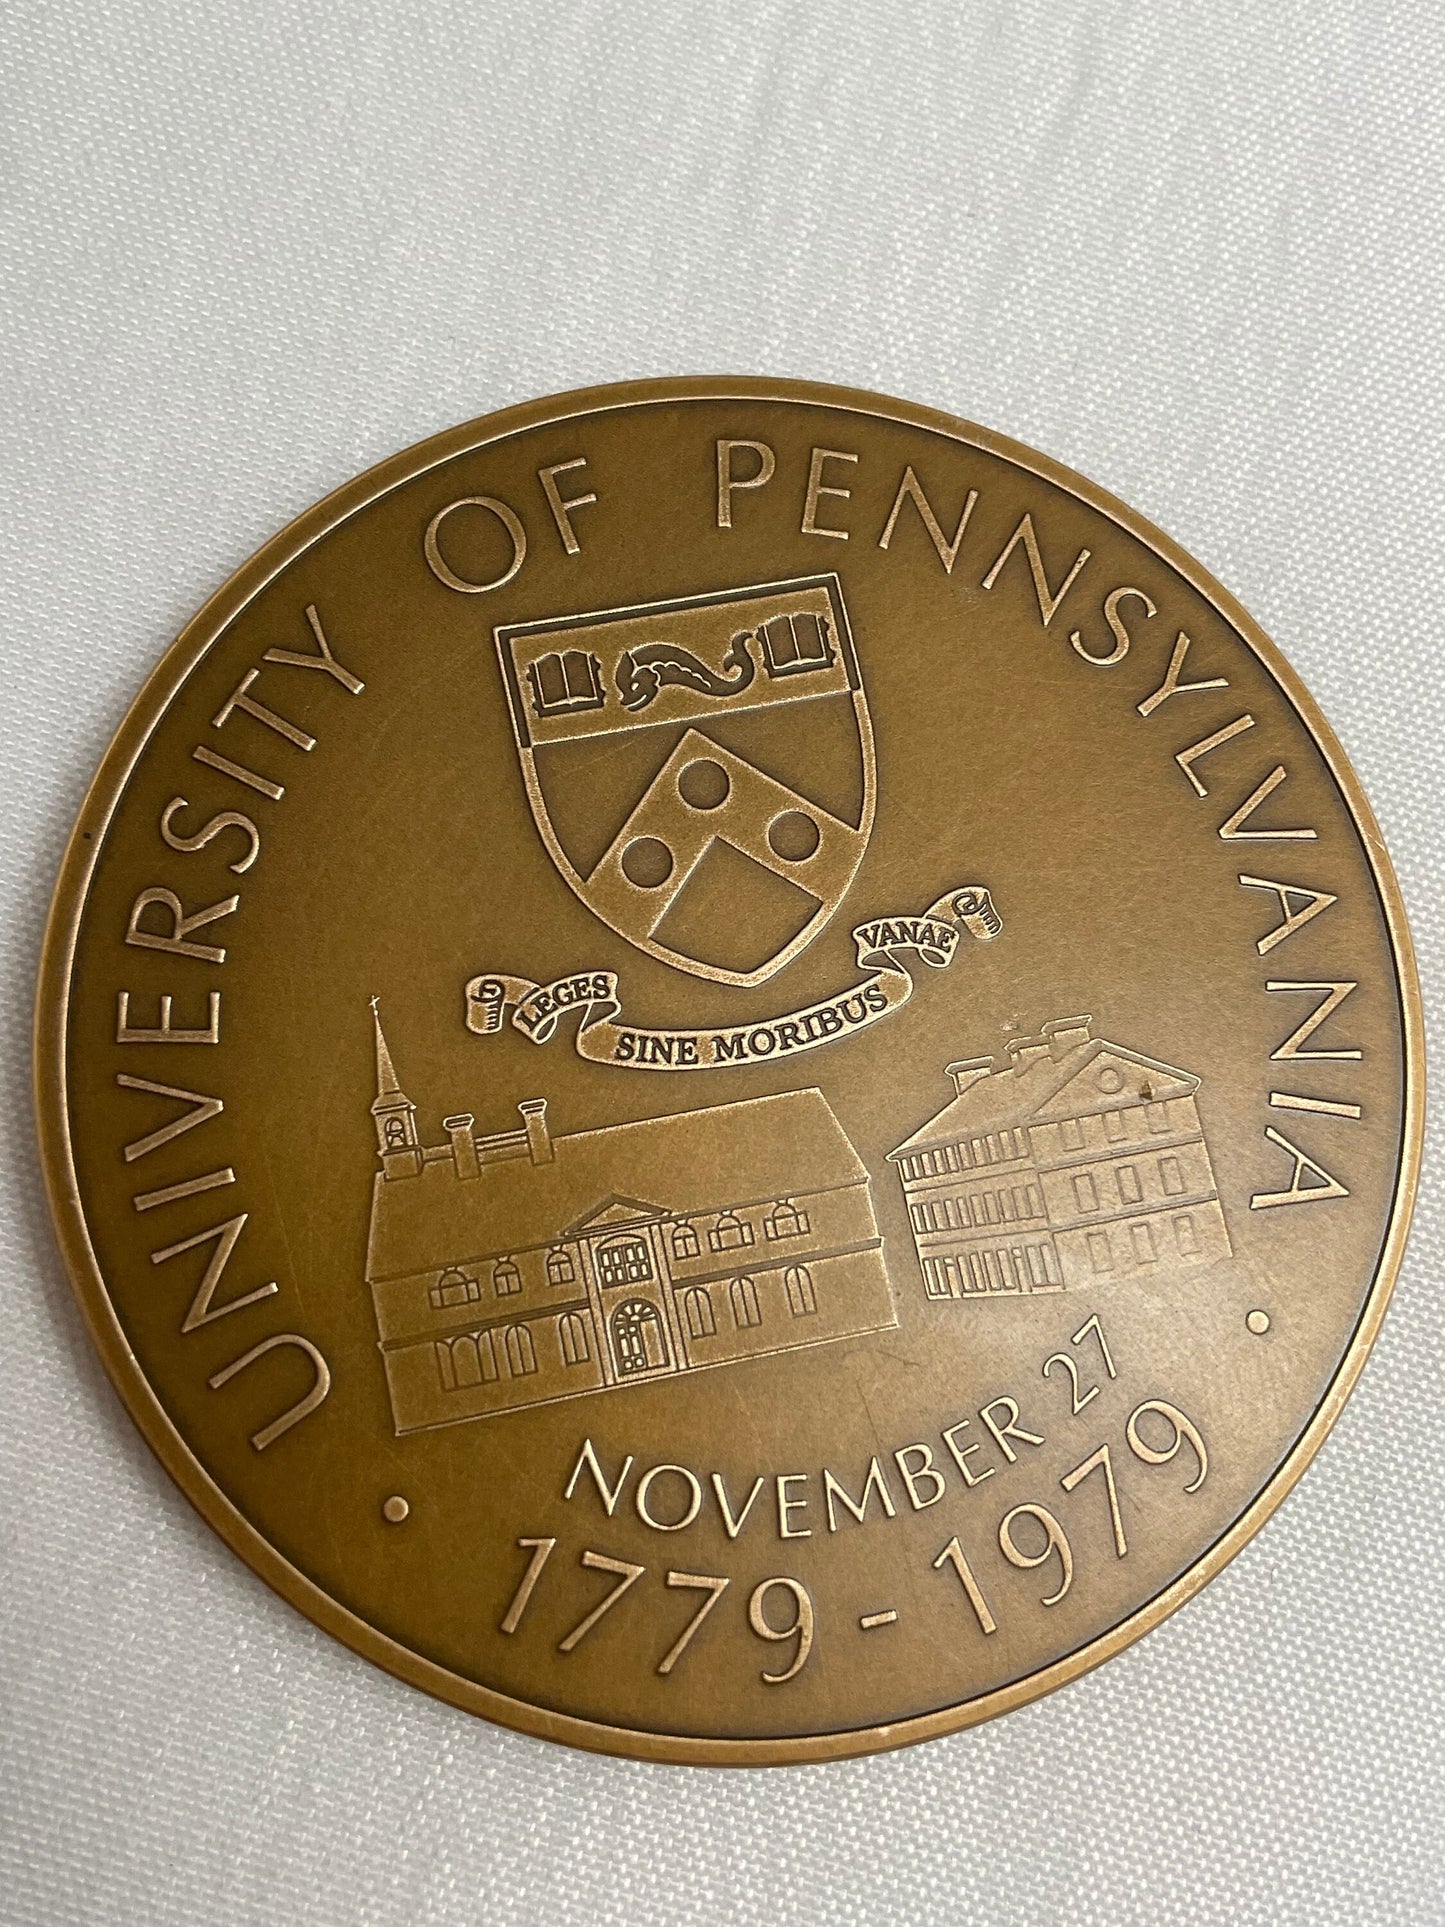 UNIVERSITY OF PENNSYLVANIA
LEGES
SINE MORIBUS
VANAE
NOVEMBER 27
1779-1979